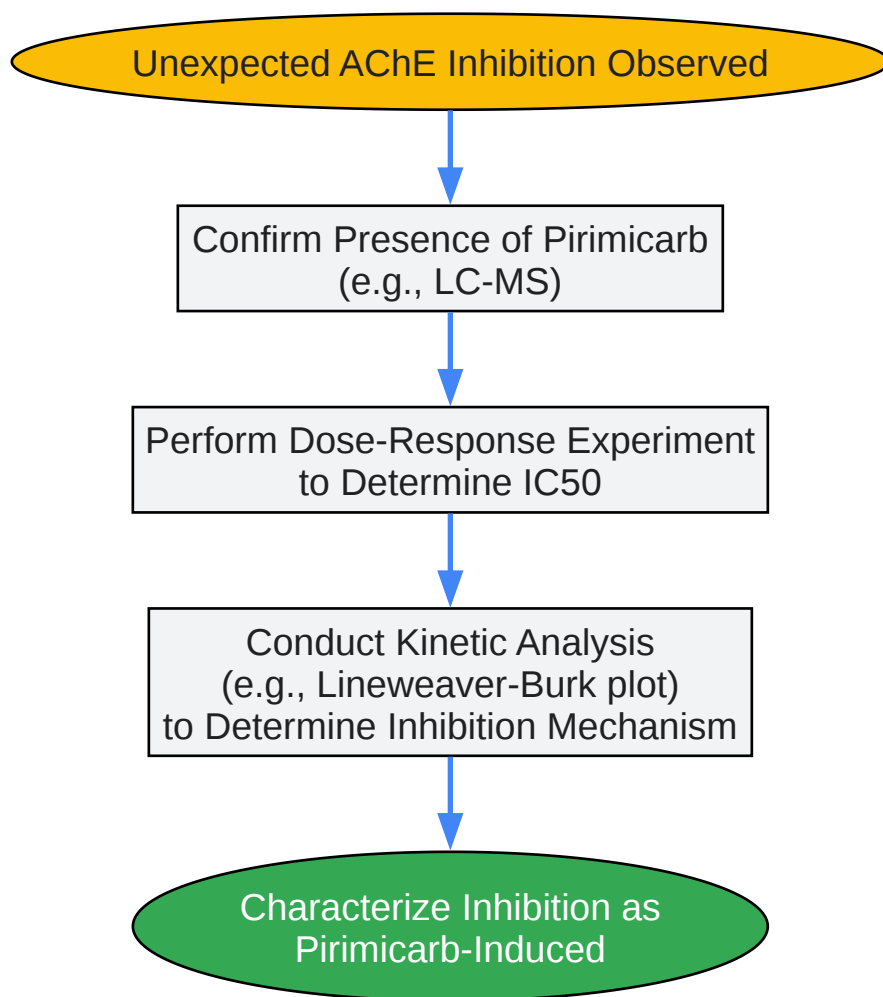 Unexpected AChE Inhibition Observed
Confirm Presence of Pirimicarb
(e.g., LC-MS)
Perform Dose-Response Experiment
to Determine IC50
Conduct Kinetic Analysis
(e.g., Lineweaver-Burk plot)
to Determine Inhibition Mechanism
Characterize Inhibition as
Pirimicarb-Induced